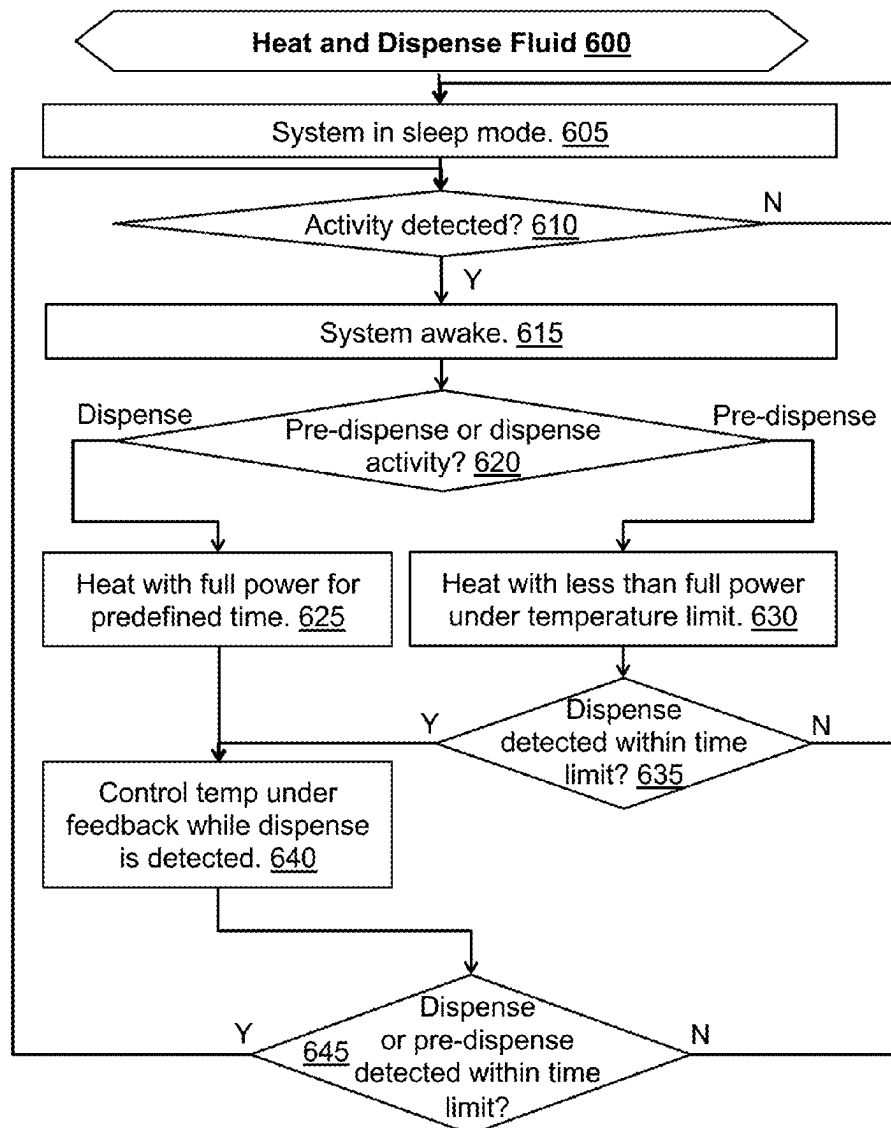 Heat and Dispense Fluid 600
System in sleep mode. 605
Activity detected? 610
N
Y
System awake. 615
Dispense
Pre-dispense
Pre-dispense or dispense
activity? 620
Heat with full power for
predefined time. 625
Heat with less than full power
under temperature limit. 630
Y
Dispense
detected within time
limit? 635
N
Control temp under
feedback while dispense
is detected. 640
Y
645
Dispense
or pre-dispense
detected within time
limit?
N